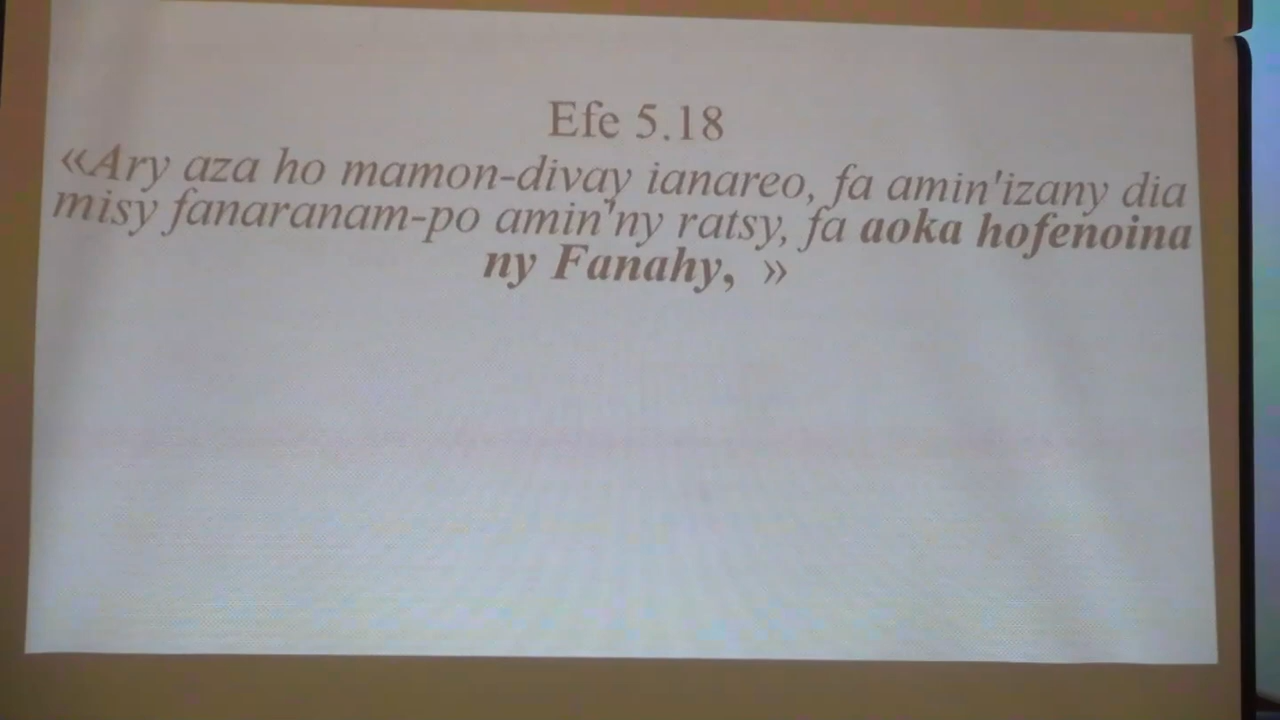 Efe 5.18
«Ary aza ho mamon-divay ianareo, fa amin'izany dia
misy fanaranam-po amin'ny ratsy, fa aoka hofenoina
ny Fanahy, »